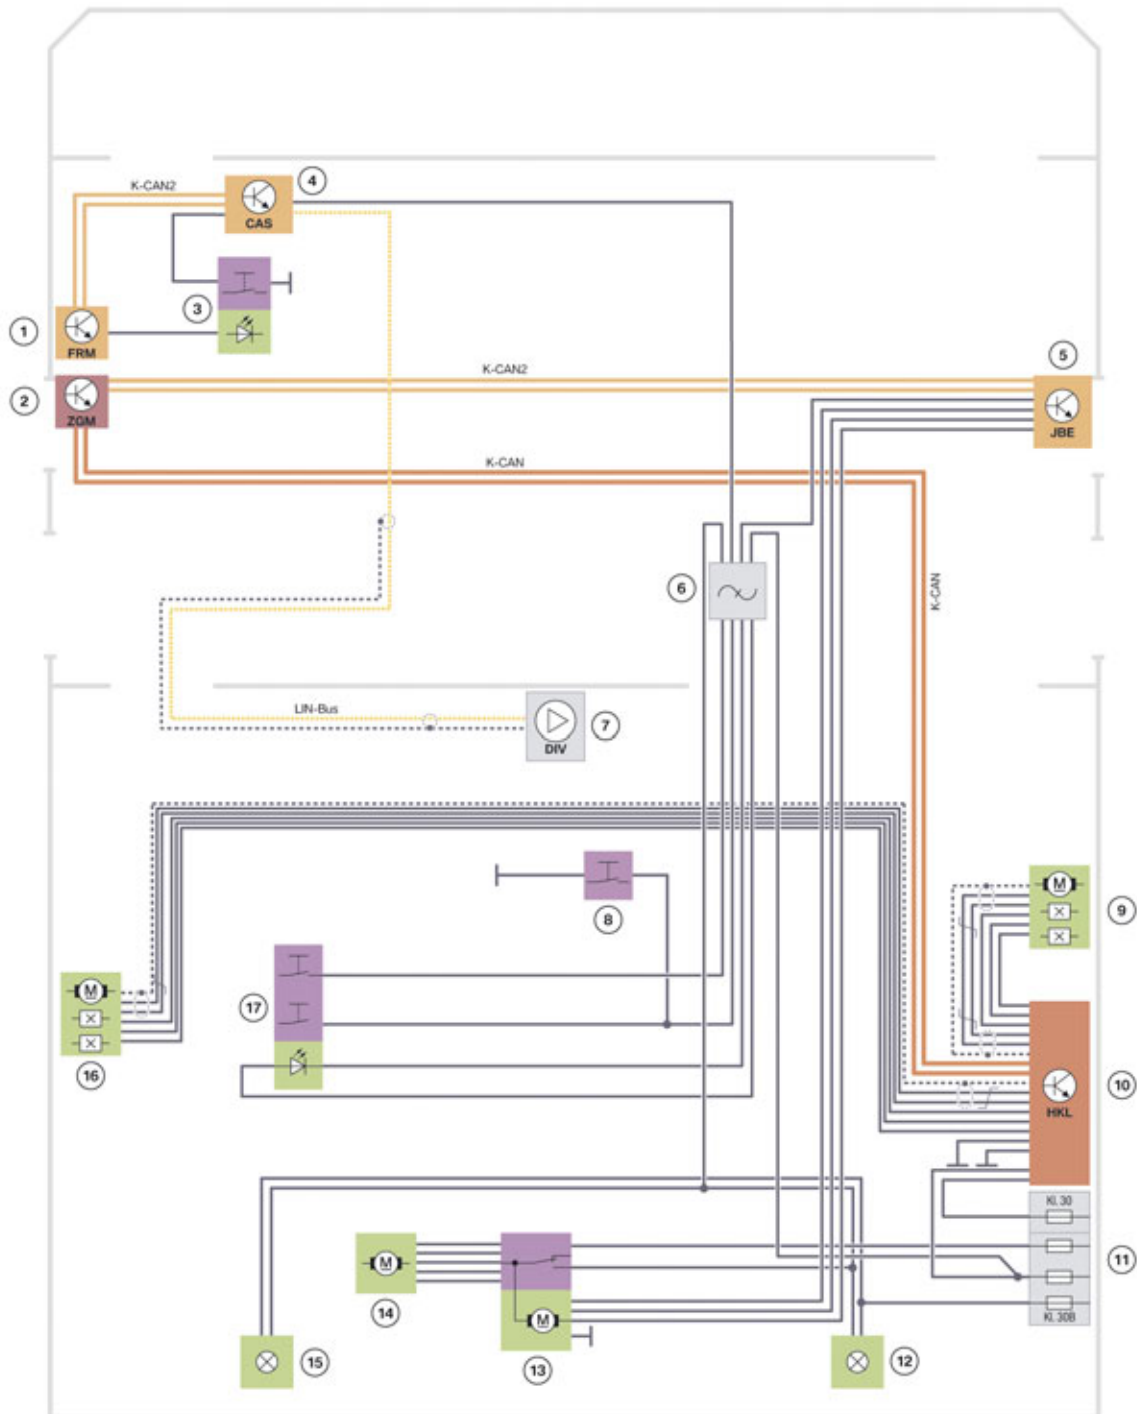 4
K-CAN2
CAS
3
1
FRM
5
K-CAN2
2
ZGM
JBE
K-CAN
6
K-CAN
LIN-Bus
7
DIV
8
M
9
17
M
16
10
HKL
Kl. 30
11
M
14
M
Kl. 30B
15
13
12